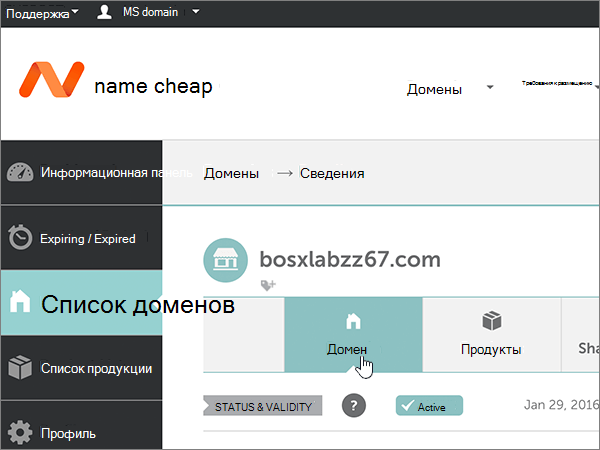 Поддержка MS domain
name cheap
Домены Требования к размещению
Информационная панель Домены → Сведения
Expiring / Expired
bosxlabzz67.com
Список доменов
Домен Продукты Sha
Список продукции
STATUS & VALIDITY ? Active Jan 29, 2016
Профиль